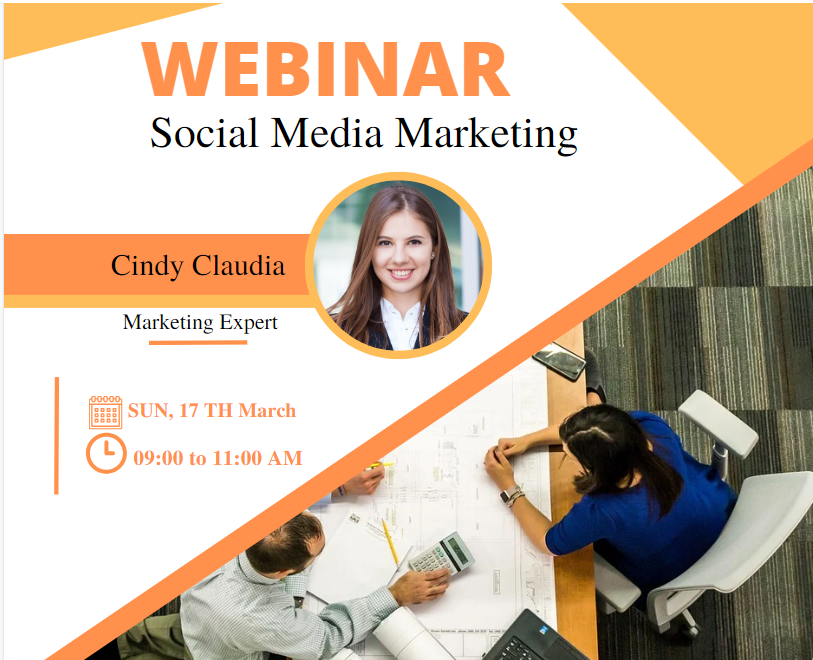 WEBINAR
Social Media Marketing
Cindy Claudia
Marketing Expert
SUN, 17 TH March
09:00 to 11:00 AM